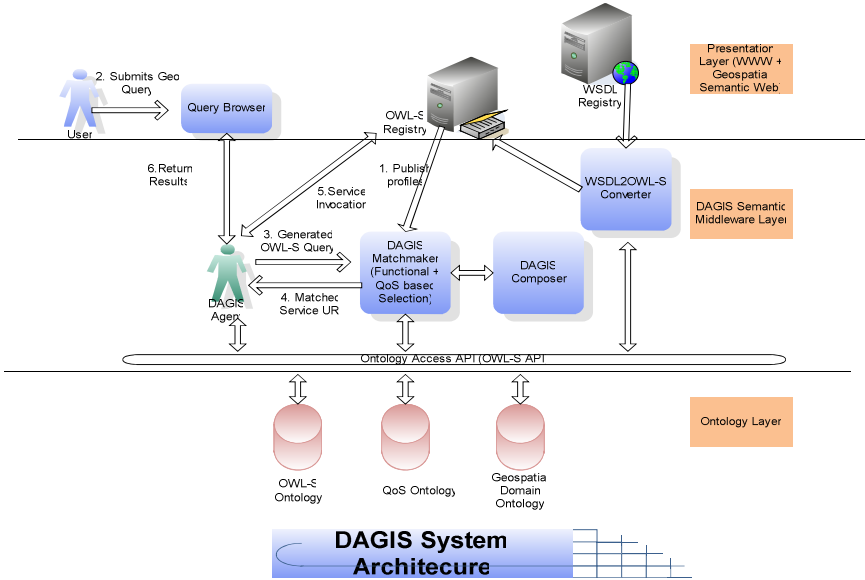 2. Submits Geo
Query
User
Query Browser
OWL-S
Registry
WSDL
Registry
Presentation
Layer (WWW +
Geospatia
Semantic Web
6.Return
Results
5.Service
Invocation
1. Publish
profiles
WSDL2OWL-S
Converter
DAGIS Semantic
Middleware Layer
3. Generated
OWL-S Query
DAGIS
Matchmaker
(Functional +
QoS based
Selection)
DAGIS
Composer
4. Matched
Service UR
DAGIS
Agent
Ontology Access API (OWL-S API
Ontology Layer
OWL-S
Ontology
QoS Ontology
Geospatia
Domain
Ontology
DAGIS System
Architecure